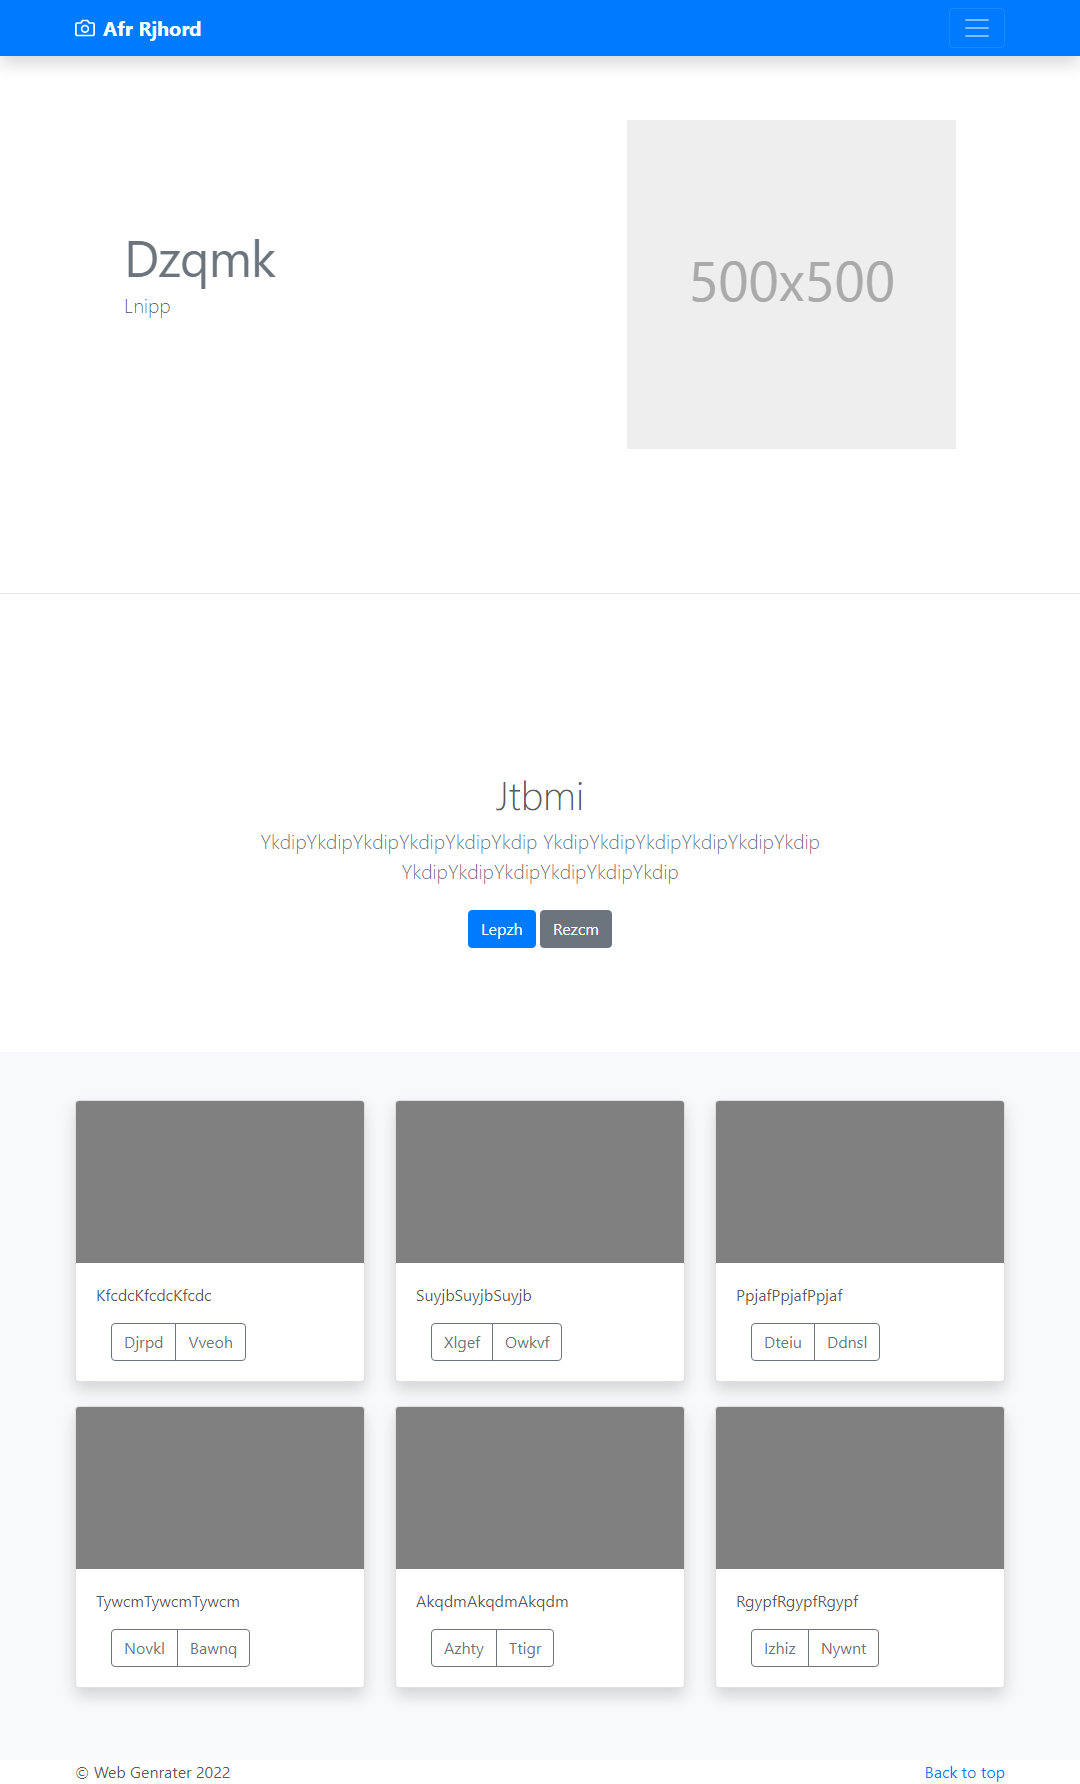 Afr Rjhord
Dzqmk
Lnipp
500x500
Jtbmi
YkdipYkdipYkdipYkdipYkdipYkdip YkdipYkdipYkdipYkdipYkdipYkdip
YkdipYkdipYkdipYkdipYkdipYkdip
Lepzh Rezcm
KfcdcKfcdcKfcdc
Djrpd Vveoh
SuyjbSuyjbSuyjb
Xlgef Owkvf
PpjafPpjafPpjaf
Dteiu Ddnsl
TywcmTywcmTywcm
Novkl Bawnq
AkqdmAkqdmAkqdm
Azhty Ttigr
RgypfRgypfRgypf
Izhiz Nywnt
© Web Genrater 2022
Back to top